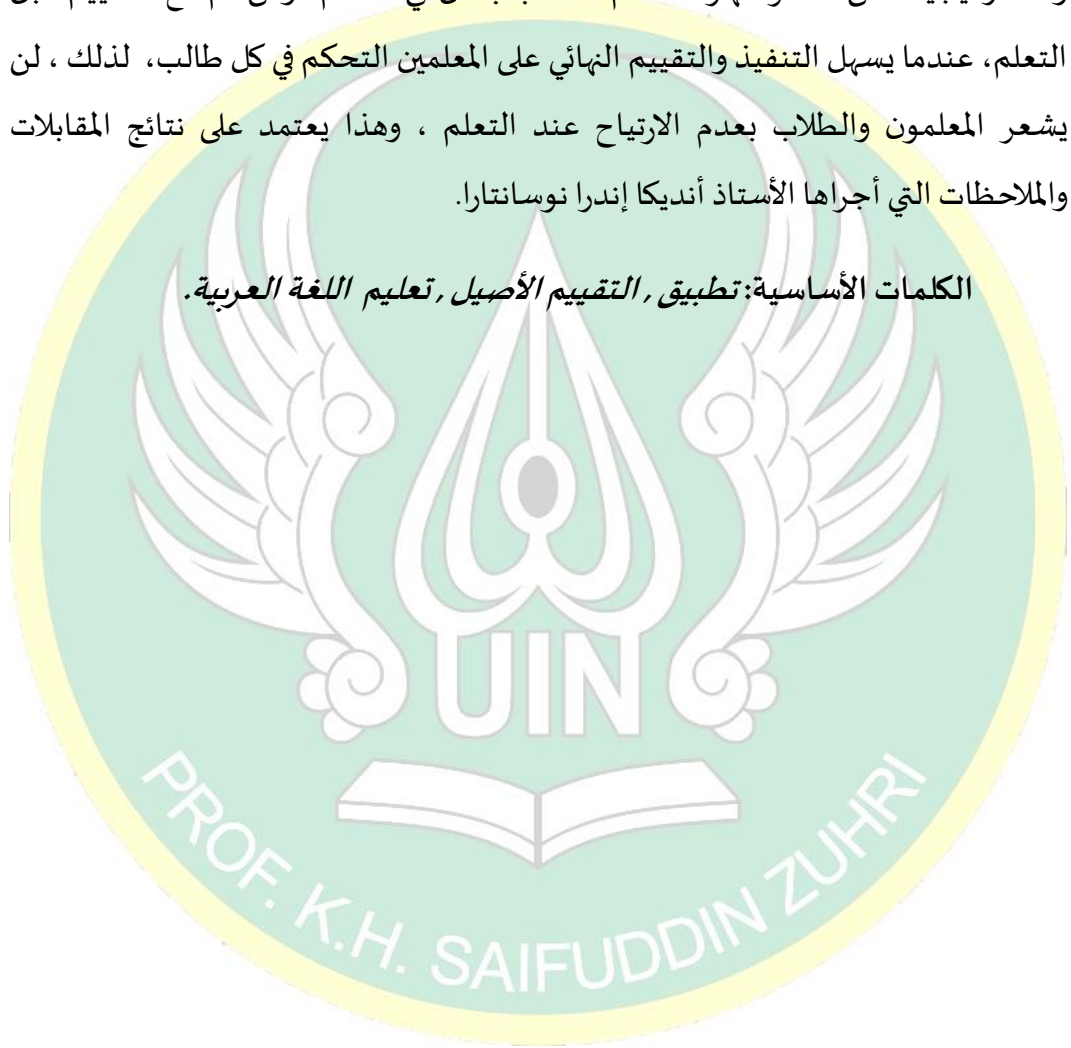 التعلم، عندما يسهل التنفيذ والتقييم النهائي على المعلمين التحكم في كل طالب، لذلك ، لن
يشعر المعلمون والطلاب بعدم الارتياح عند التعلم ، وهذا يعتمد على نتائج المقابلات
والملاحظات التي أجراها الأستاذ أنديكا إندرا نوسانتارا.
الكلمات الأساسية: تطبيق , التقييم الأصيل , تعليم اللغة العربية.
UIN
PROF. K.H. SAIFUDDIN ZUHRI